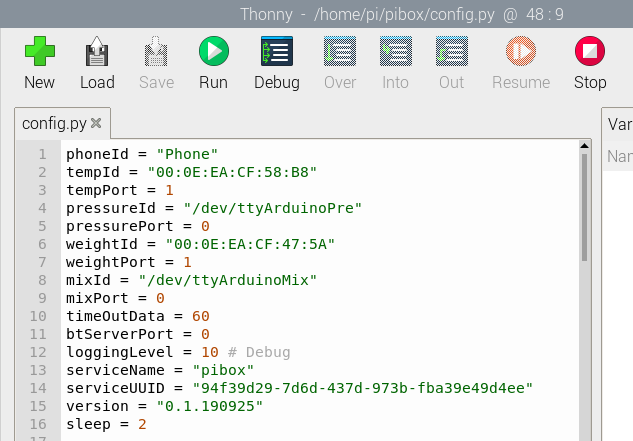 Thonny - /home/pi/pibox/config.py @ 48 : 9
New Load Save Run Debug Over Into Out Resume Stop
config.py
Var
Nar
1 phoneId = "Phone"
2 tempId = "00:0E:EA:CF:58:B8"
3 tempPort = 1
4 pressureId = "/dev/ttyArduinoPre"
5 pressurePort = 0
6 weightId = "00:0E:EA:CF:47:5A"
7 weightPort = 1
8 mixId = "/dev/ttyArduinoMix"
9 mixPort = 0
10 timeOutData = 60
11 btServerPort = 0
12 loggingLevel = 10 # Debug
13 serviceName = "pibox"
14 serviceUUID = "94f39d29-7d6d-437d-973b-fba39e49d4ee"
15 version = "0.1.190925"
16 sleep = 2
17